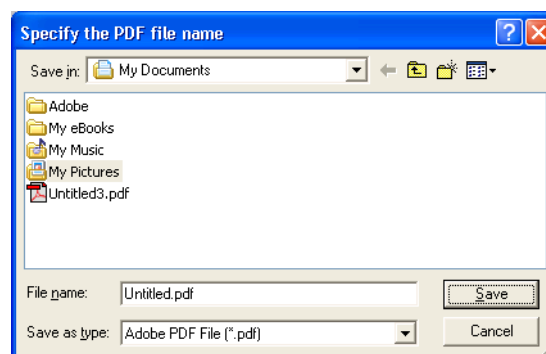 Specify the PDF file name
Save in: My Documents
Adobe
My eBooks
My Music
My Pictures
Untitled3.pdf
File name: Untitled.pdf Save
Save as type: Adobe PDF File (*.pdf) Cancel